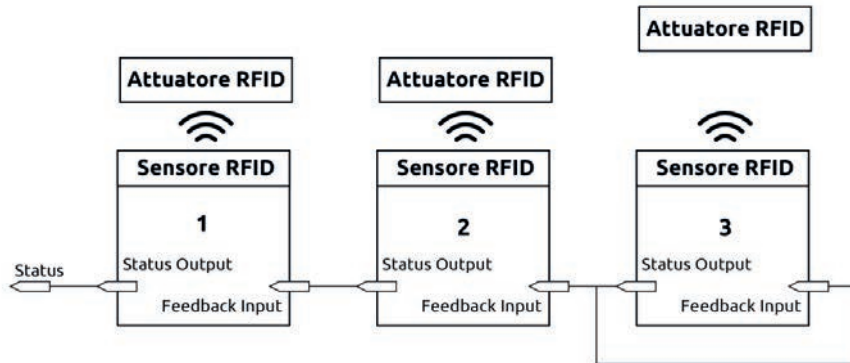 Attuatore RFID
Attuatore RFID
Attuatore RFID
Sensore RFID
Sensore RFID
Sensore RFID
1
2
3
Status
Status Output
Status Output
Status Output
Feedback Input
Feedback Input
Feedback Input